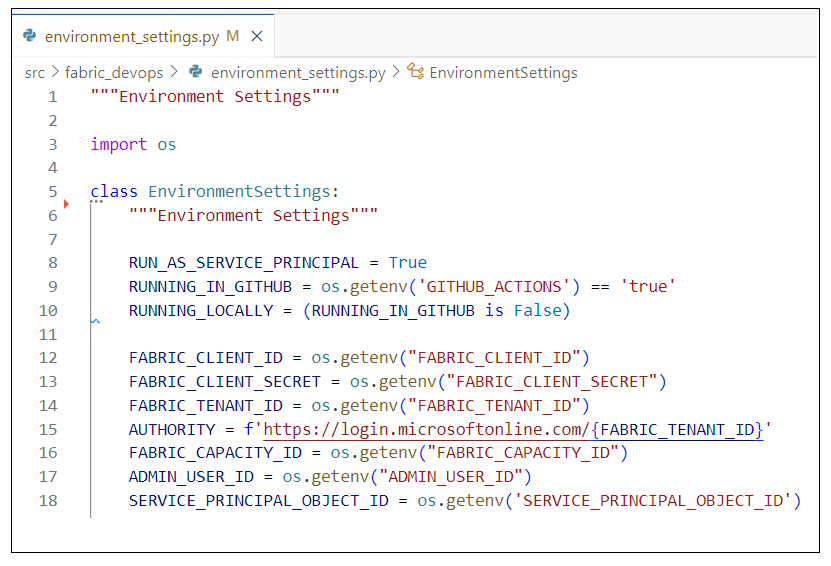 environment_settings.py M
src > fabric_devops > environment_settings.py > EnvironmentSettings
1 """Environment Settings"""
2
3 import os
4
5 class EnvironmentSettings:
6 """Environment Settings"""
7
8 RUN_AS_SERVICE_PRINCIPAL = True
9 RUNNING_IN_GITHUB = os.getenv('GITHUB_ACTIONS') == 'true'
10 RUNNING_LOCALLY = (RUNNING_IN_GITHUB is False)
11
12 FABRIC_CLIENT_ID = os.getenv("FABRIC_CLIENT_ID")
13 FABRIC_CLIENT_SECRET = os.getenv("FABRIC_CLIENT_SECRET")
14 FABRIC_TENANT_ID = os.getenv("FABRIC_TENANT_ID")
15 AUTHORITY = f'https://login.microsoftonline.com/{FABRIC_TENANT_ID}'
16 FABRIC_CAPACITY_ID = os.getenv("FABRIC_CAPACITY_ID")
17 ADMIN_USER_ID = os.getenv("ADMIN_USER_ID")
18 SERVICE_PRINCIPAL_OBJECT_ID = os.getenv('SERVICE_PRINCIPAL_OBJECT_ID')